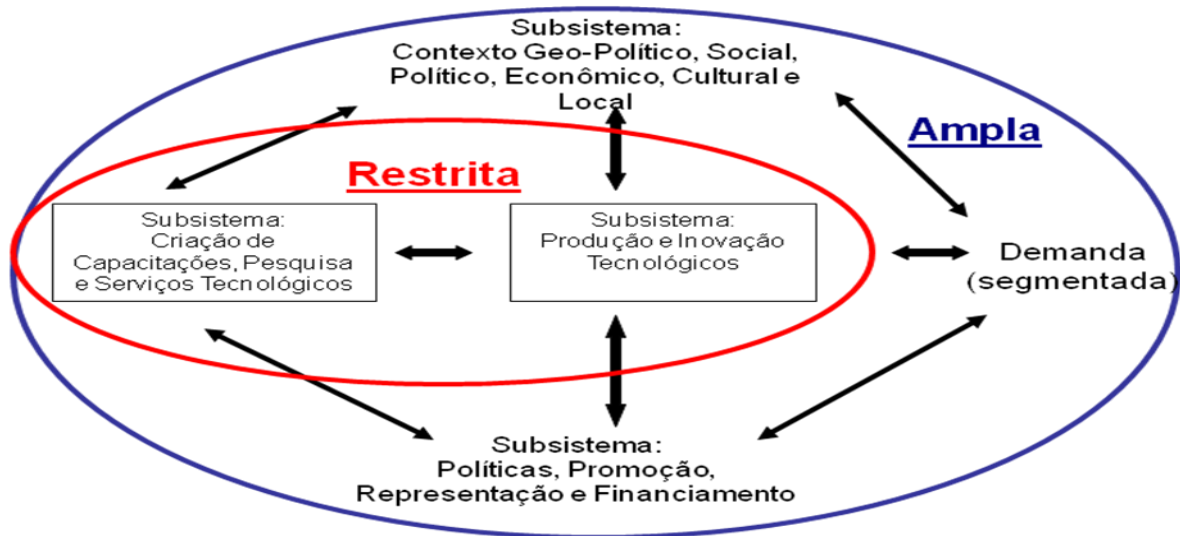 Subsistema:
Contexto Geo-Político, Social,
Político, Econômico, Cultural e
Local
Ampla
Restrita
Subsistema:
Criação de
Capacitações, Pesquisa
e Serviços Tecnológicos
Subsistema:
Produção e Inovação
Tecnológicos
Demanda
(segmentada)
Subsistema:
Políticas, Promoção,
Representação e Financiamento